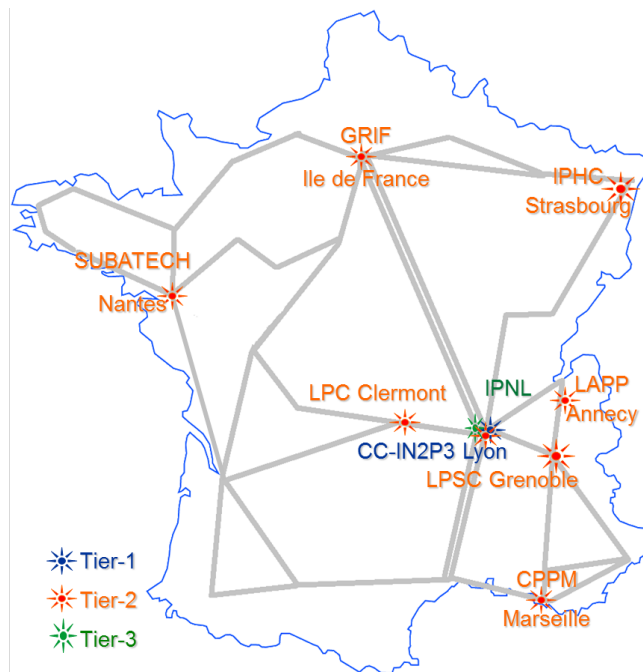 GRIF
Ile de France
IPHC
Strasbourg
SUBATECH
Nantes
LPC Clermont
IPNL
LAPP
Annecy
CC-IN2P3 Lyon
LPSC Grenoble
CPPM
Marseille
Tier-1
Tier-2
Tier-3